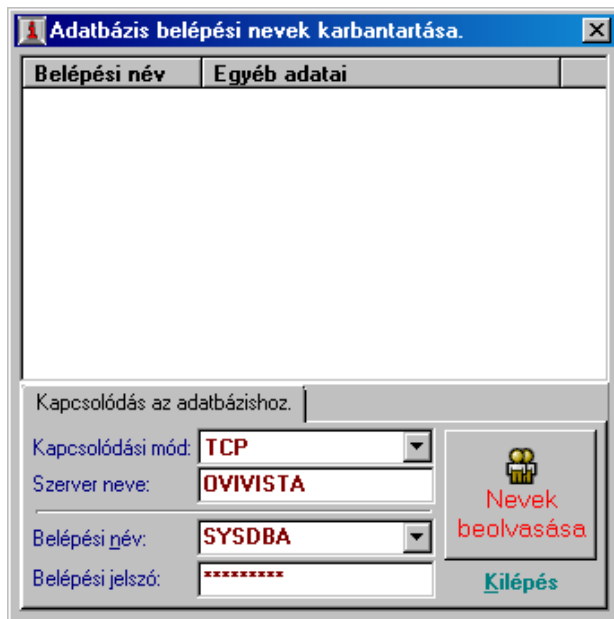 Adatbázis belépési nevek karbantartása.
Belépési név Egyéb adatai
Kapcsolódás az adatbázishoz.
Kapcsolódási mód: TCP
Szerver neve: OVIVISTA
Belépési név: SYSDBA
Belépési jelszó: *********
Nevek
beolvasása
Kilépés